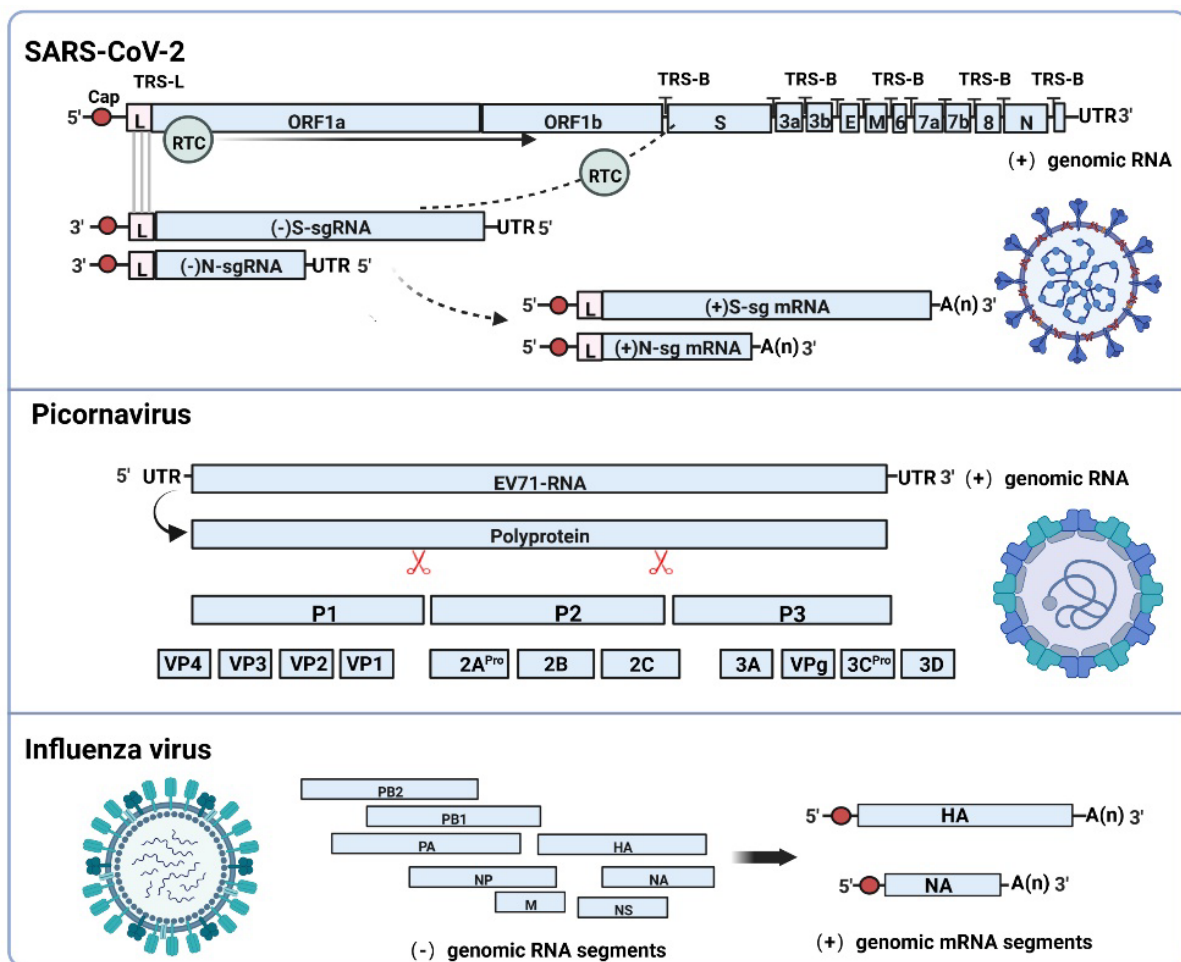 SARS-CoV-2
TRS-L
TRS-B TRS-B TRS-B TRS-B TRS-B
Cap
5' L ORF1a ORF1b S 3a 3b E M 6 7a 7b 8 N UTR 3'
RTC
(+) genomic RNA
RTC
3' L (-)S-sgRNA UTR 5'
3' L (-)N-sgRNA UTR 5'
5' L (+)S-sg mRNA A(n) 3'
5' L (+)N-sg mRNA A(n) 3'
Picornavirus
5' UTR EV71-RNA UTR 3' (+) genomic RNA
Polyprotein
P1 P2 P3
VP4 VP3 VP2 VP1 2APro 2B 2C 3A VPg 3CPro 3D
Influenza virus
PB2
PB1
PA HA
NP NA
M NS
(-) genomic RNA segments
5' HA A(n) 3'
5' NA A(n) 3'
(+) genomic mRNA segments